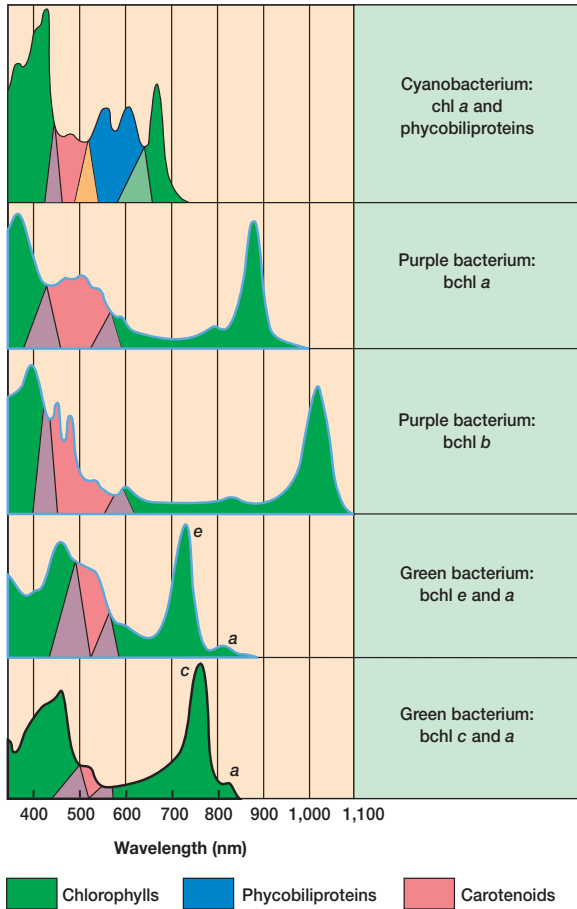 Cyanobacterium:
chl a and
phycobiliproteins
Purple bacterium:
bchl a
Purple bacterium:
bchl b
e
a
Green bacterium:
bchl e and a
c
a
Green bacterium:
bchl c and a
400 500 600 700 800 900 1,000 1,100
Wavelength (nm)
Chlorophylls Phycobiliproteins Carotenoids